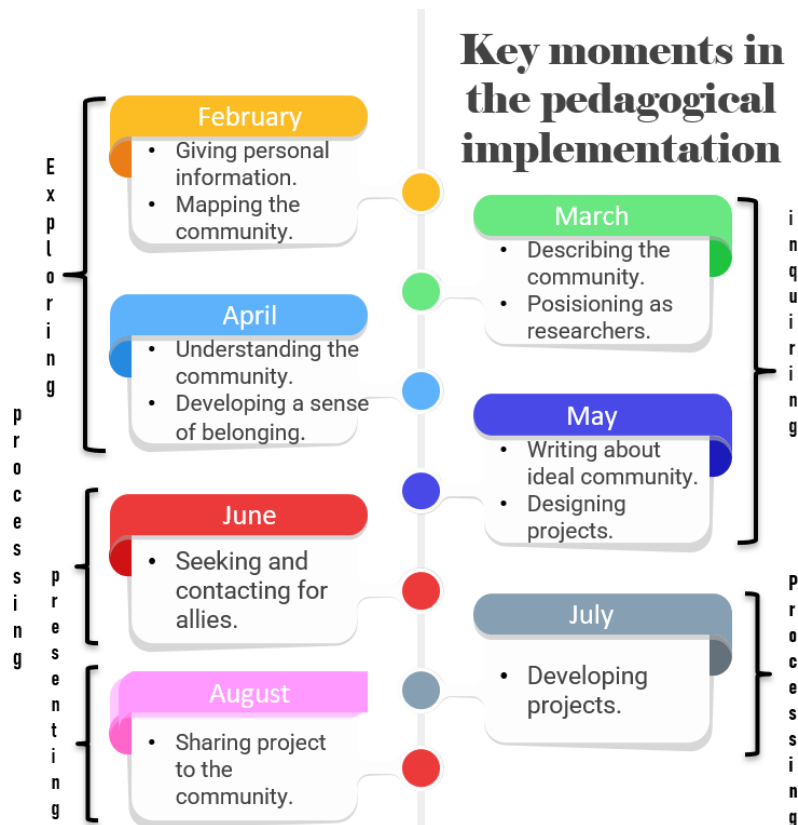 Key moments in
the pedagogical
implementation
Exploring
February
• Giving personal
information.
• Mapping the
community.
inquiring
March
• Describing the
community.
• Posisioning as
researchers.
April
• Understanding the
community.
• Developing a sense
of belonging.
May
• Writing about
ideal community.
• Designing
projects.
processing
June
• Seeking and
contacting for
allies.
Processing
July
• Developing
projects.
presenting
August
• Sharing project
to the
community.